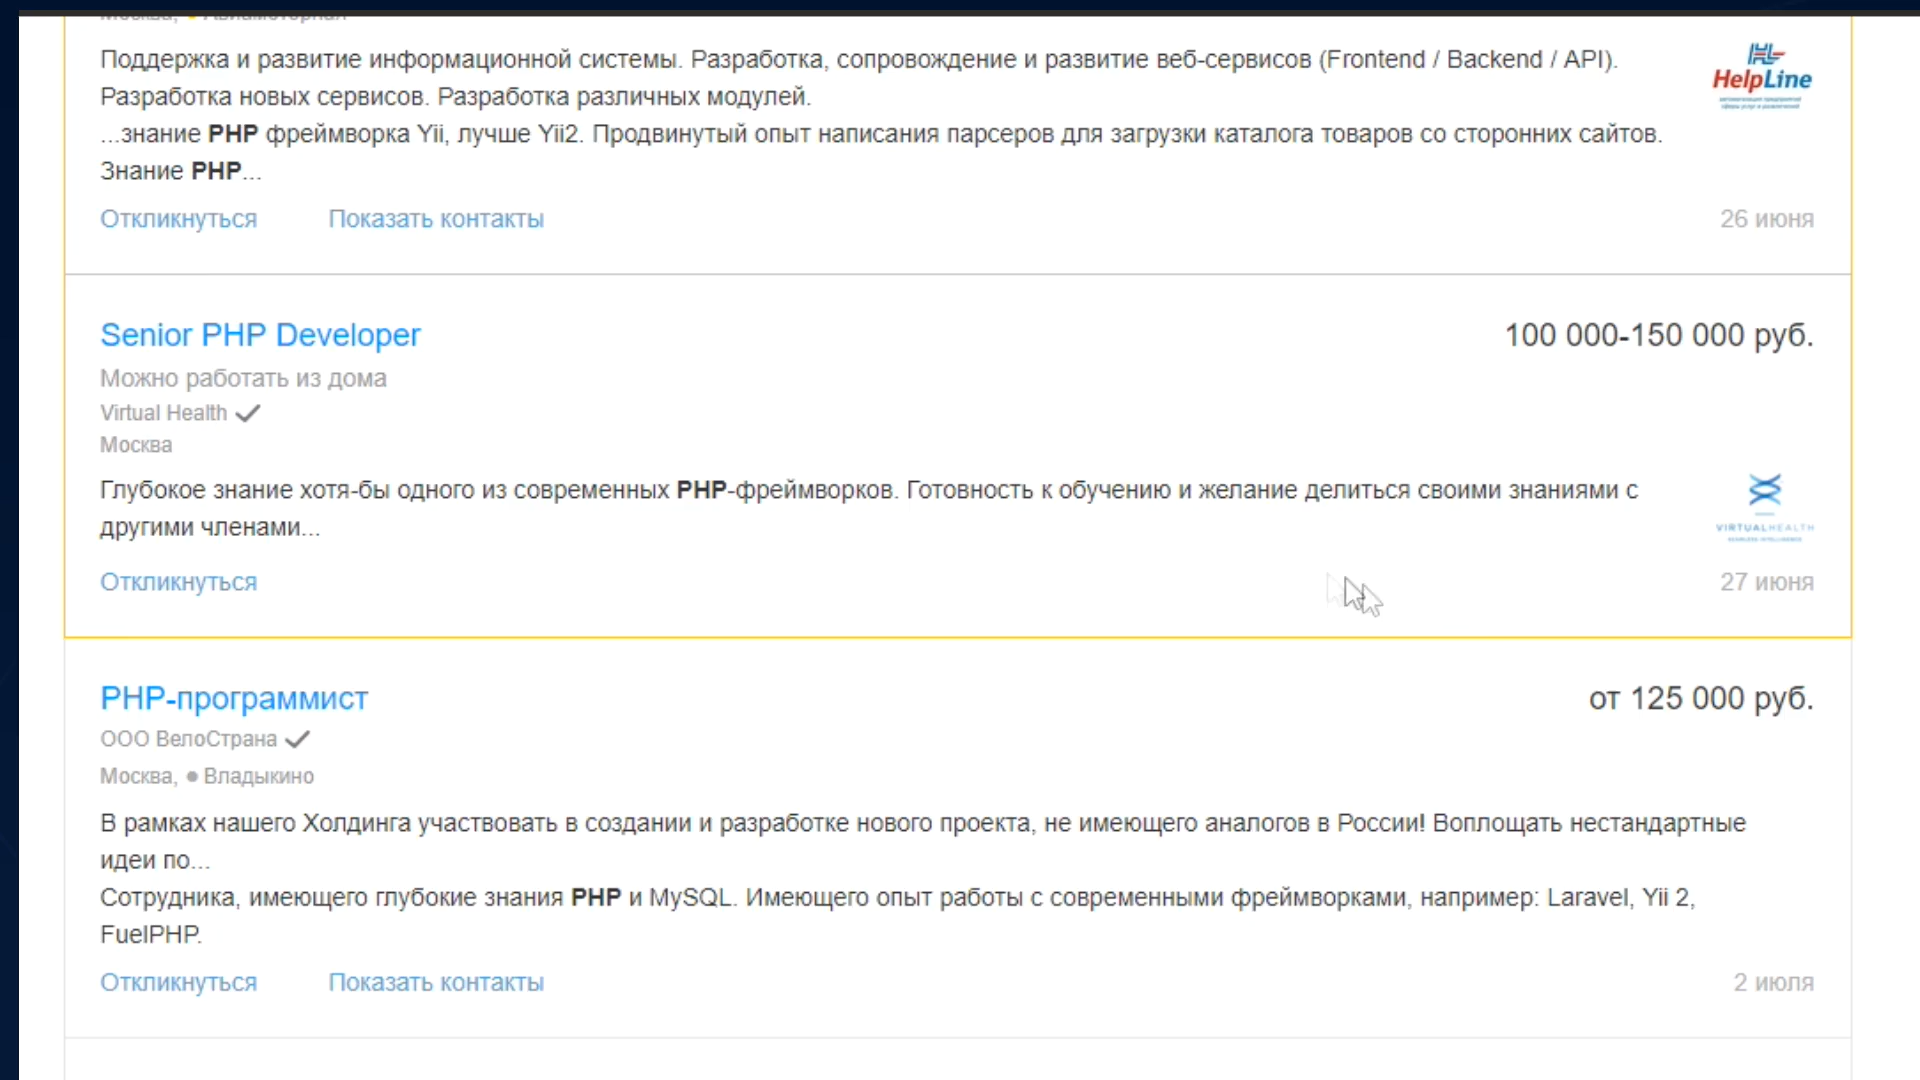 Москва, Авиамоторная
Поддержка и развитие информационной системы. Разработка, сопровождение и развитие веб-сервисов (Frontend / Backend / API).
Разработка новых сервисов. Разработка различных модулей.
...знание PHP фреймворка Yii, лучше Yii2. Продвинутый опыт написания парсеров для загрузки каталога товаров со сторонних сайтов.
Знание PHP...
HelpLine
Откликнуться Показать контакты 26 июня
Senior PHP Developer 100 000-150 000 руб.
Можно работать из дома
Virtual Health
Москва
Глубокое знание хотя-бы одного из современных PHP-фреймворков. Готовность к обучению и желание делиться своими знаниями с
другими членами...
VIRTUALHEALTH
Откликнуться 27 июня
PHP-программист от 125 000 руб.
ООО ВелоСтрана
Москва, Владыкино
В рамках нашего Холдинга участвовать в создании и разработке нового проекта, не имеющего аналогов в России! Воплощать нестандартные
идеи по...
Сотрудника, имеющего глубокие знания PHP и MySQL. Имеющего опыт работы с современными фреймворками, например: Laravel, Yii 2,
FuelPHP.
Откликнуться Показать контакты 2 июля